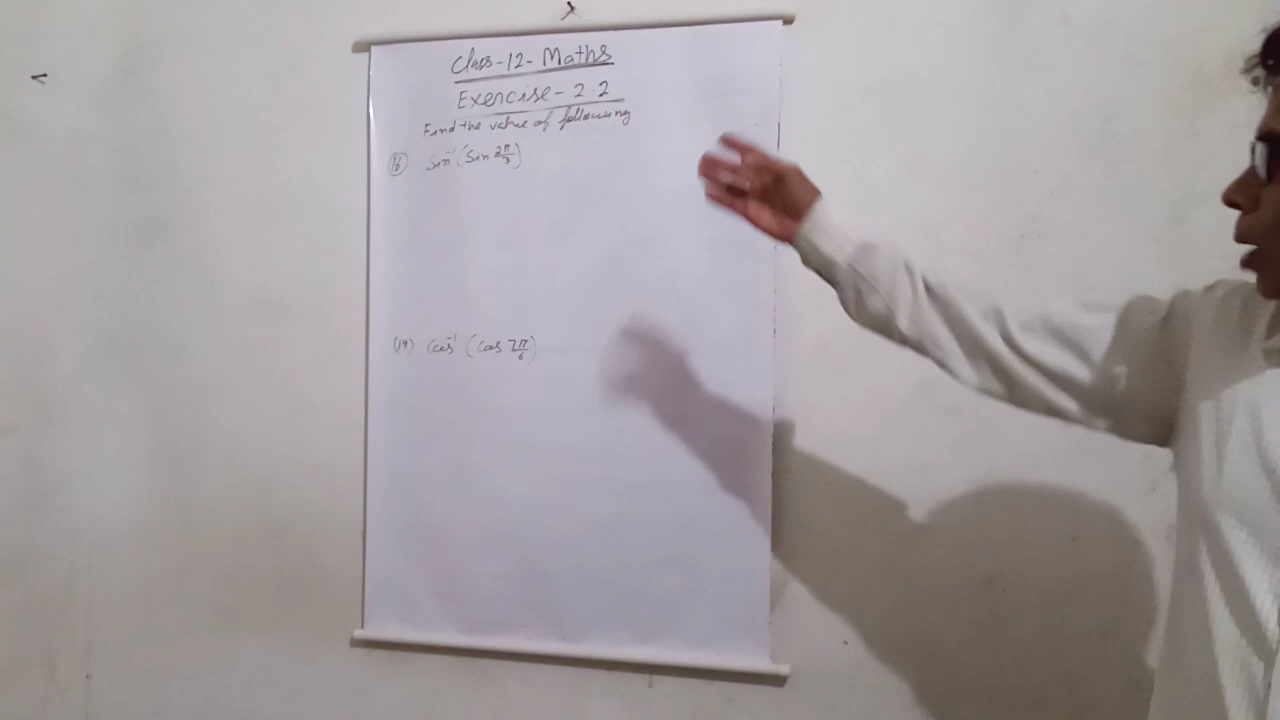 Class-12-Maths
Exercise-2.2
Find the value of following
(16) Sin⁻¹ (Sin 2π/3)
(19) Cos⁻¹ (Cos 7π/6)